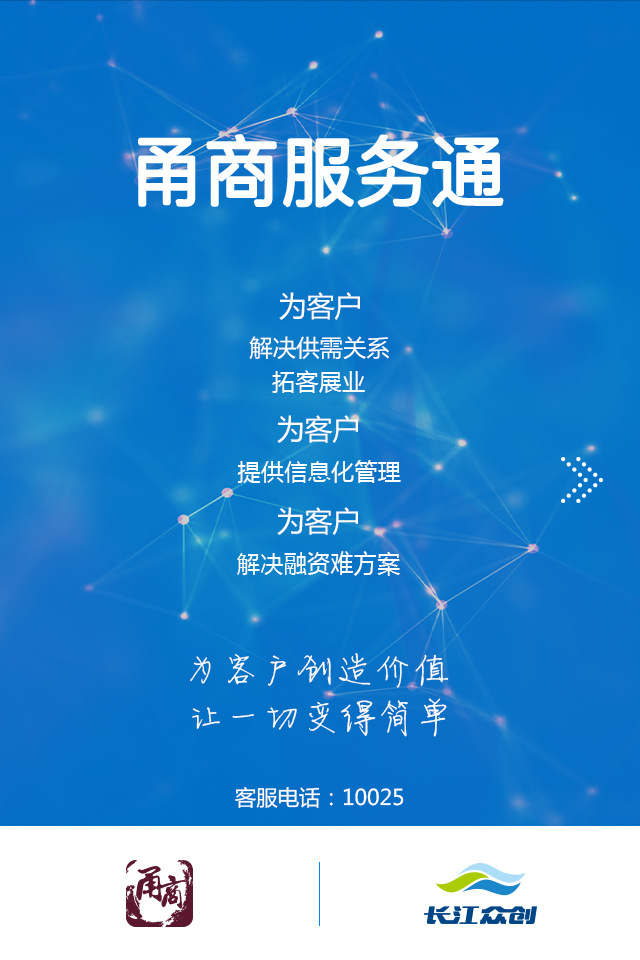 甬商服务通
为客户
解决供需关系
拓客展业
为客户
提供信息化管理
为客户
解决融资难方案
为客户创造价值
让一切变得简单
客服电话：10025
甬商
长江众创